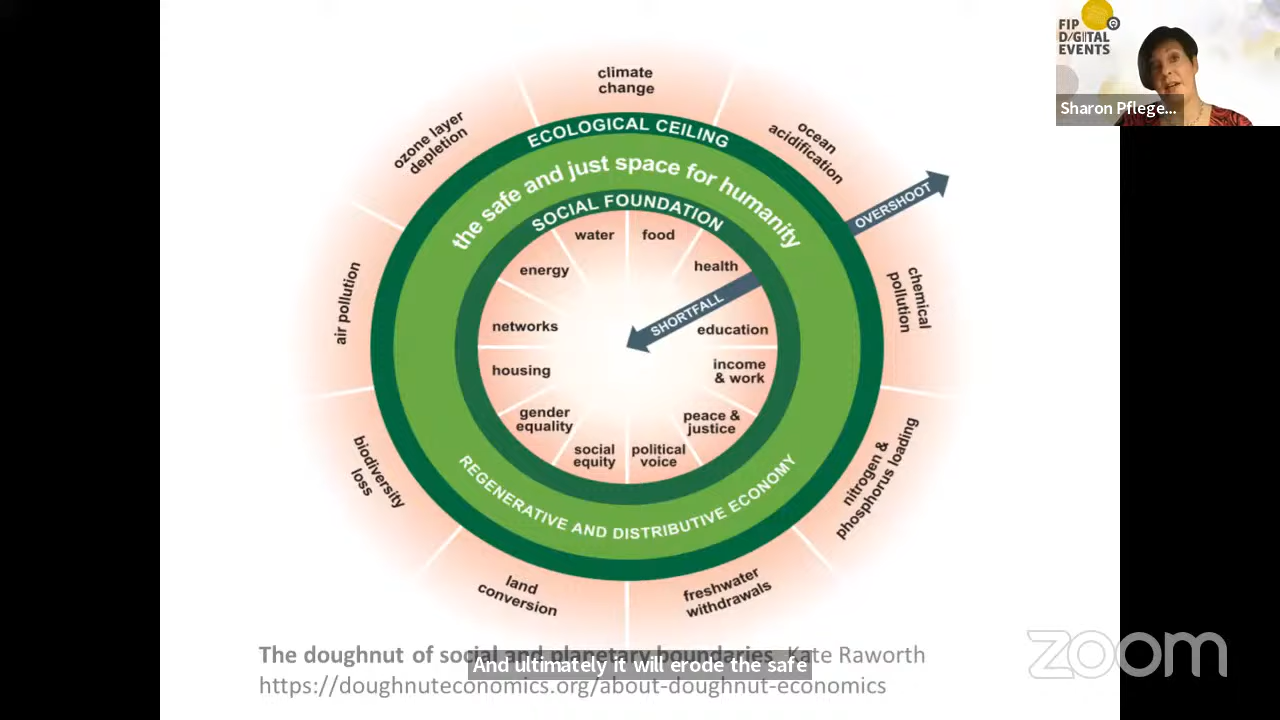 FIP
DIGITAL
EVENTS
Sharon Pflege...
climate
change
ozone layer
depletion
ocean
acidification
air pollution
chemical
pollution
biodiversity
loss
nitrogen &
phosphorus loading
land
conversion
freshwater
withdrawals
ECOLOGICAL CEILING
the safe and just space for humanity
SOCIAL FOUNDATION
OVERSHOOT
water
food
energy
health
SHORTFALL
networks
education
housing
income
& work
gender
equality
peace &
justice
social
equity
political
voice
REGENERATIVE AND DISTRIBUTIVE ECONOMY
The doughnut of social and planetary boundaries Kate Raworth
And ultimately it will erode the safe
https://doughnuteconomics.org/about-doughnut-economics
zoom